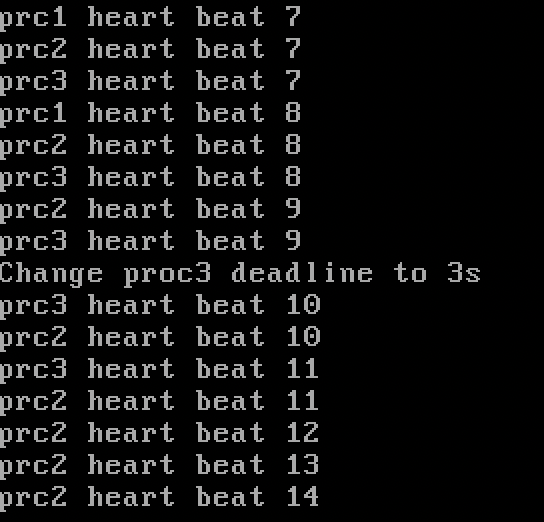 prc1 heart beat 7
prc2 heart beat 7
prc3 heart beat 7
prc1 heart beat 8
prc2 heart beat 8
prc3 heart beat 8
prc2 heart beat 9
prc3 heart beat 9
Change proc3 deadline to 3s
prc3 heart beat 10
prc2 heart beat 10
prc3 heart beat 11
prc2 heart beat 11
prc2 heart beat 12
prc2 heart beat 13
prc2 heart beat 14